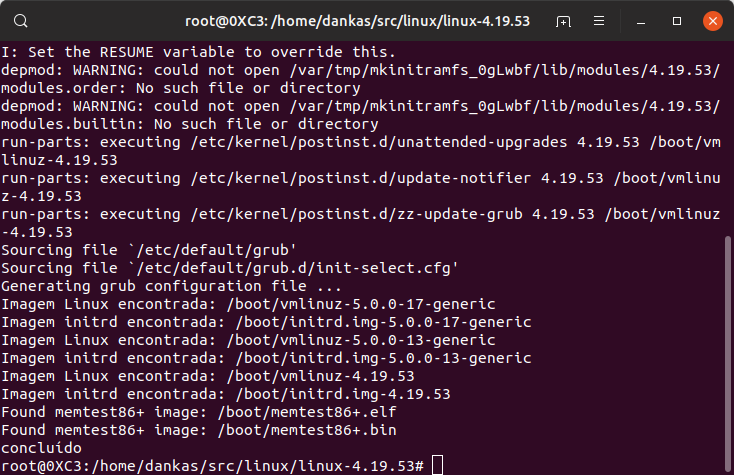 root@0XC3: /home/dankas/src/linux/linux-4.19.53
I: Set the RESUME variable to override this.
depmod: WARNING: could not open /var/tmp/mkinitramfs_0gLwbf/lib/modules/4.19.53/
modules.order: No such file or directory
depmod: WARNING: could not open /var/tmp/mkinitramfs_0gLwbf/lib/modules/4.19.53/
modules.builtin: No such file or directory
run-parts: executing /etc/kernel/postinst.d/unattended-upgrades 4.19.53 /boot/vm
linuz-4.19.53
run-parts: executing /etc/kernel/postinst.d/update-notifier 4.19.53 /boot/vmlinu
z-4.19.53
run-parts: executing /etc/kernel/postinst.d/zz-update-grub 4.19.53 /boot/vmlinuz
-4.19.53
Sourcing file `/etc/default/grub'
Sourcing file `/etc/default/grub.d/init-select.cfg'
Generating grub configuration file ...
Imagem Linux encontrada: /boot/vmlinuz-5.0.0-17-generic
Imagem initrd encontrada: /boot/initrd.img-5.0.0-17-generic
Imagem Linux encontrada: /boot/vmlinuz-5.0.0-13-generic
Imagem initrd encontrada: /boot/initrd.img-5.0.0-13-generic
Imagem Linux encontrada: /boot/vmlinuz-4.19.53
Imagem initrd encontrada: /boot/initrd.img-4.19.53
Found memtest86+ image: /boot/memtest86+.elf
Found memtest86+ image: /boot/memtest86+.bin
concluído
root@0XC3:/home/dankas/src/linux/linux-4.19.53#